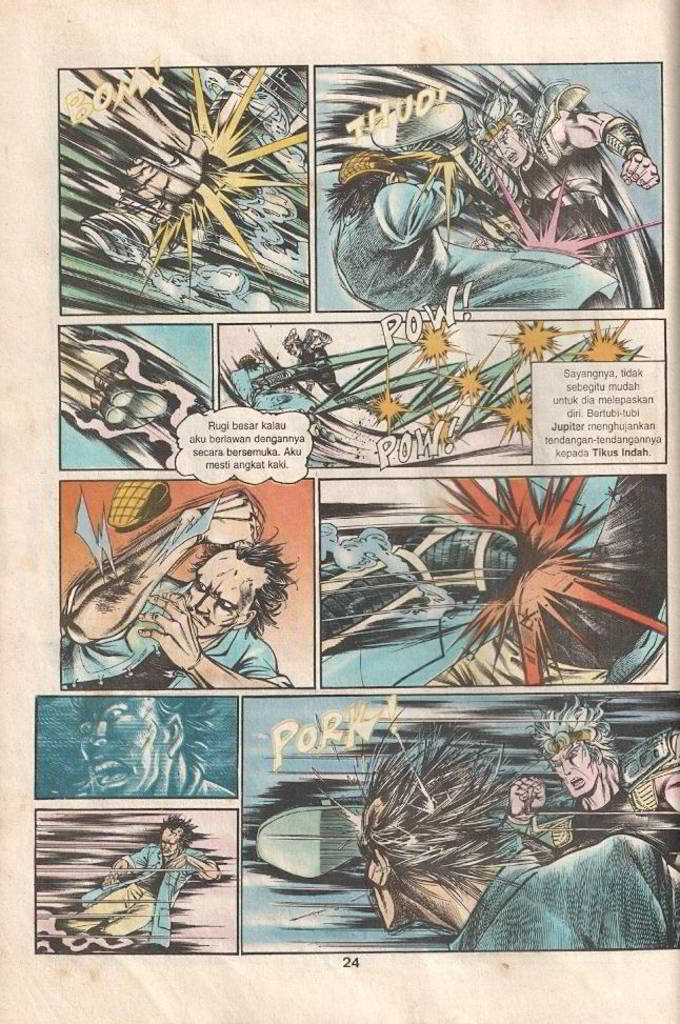 BOM!
THUD!
POW!
Sayangnya, tidak
sebegitu mudah
untuk dia melepaskan
diri. Bertubi-tubi
Jupiter menghujankan
tendangan-tendangannya
kepada Tikus Indah.
Rugi besar kalau
aku berlawan dengannya
secara bersemuka. Aku
mesti angkat kaki.
POW!
PORK!
24